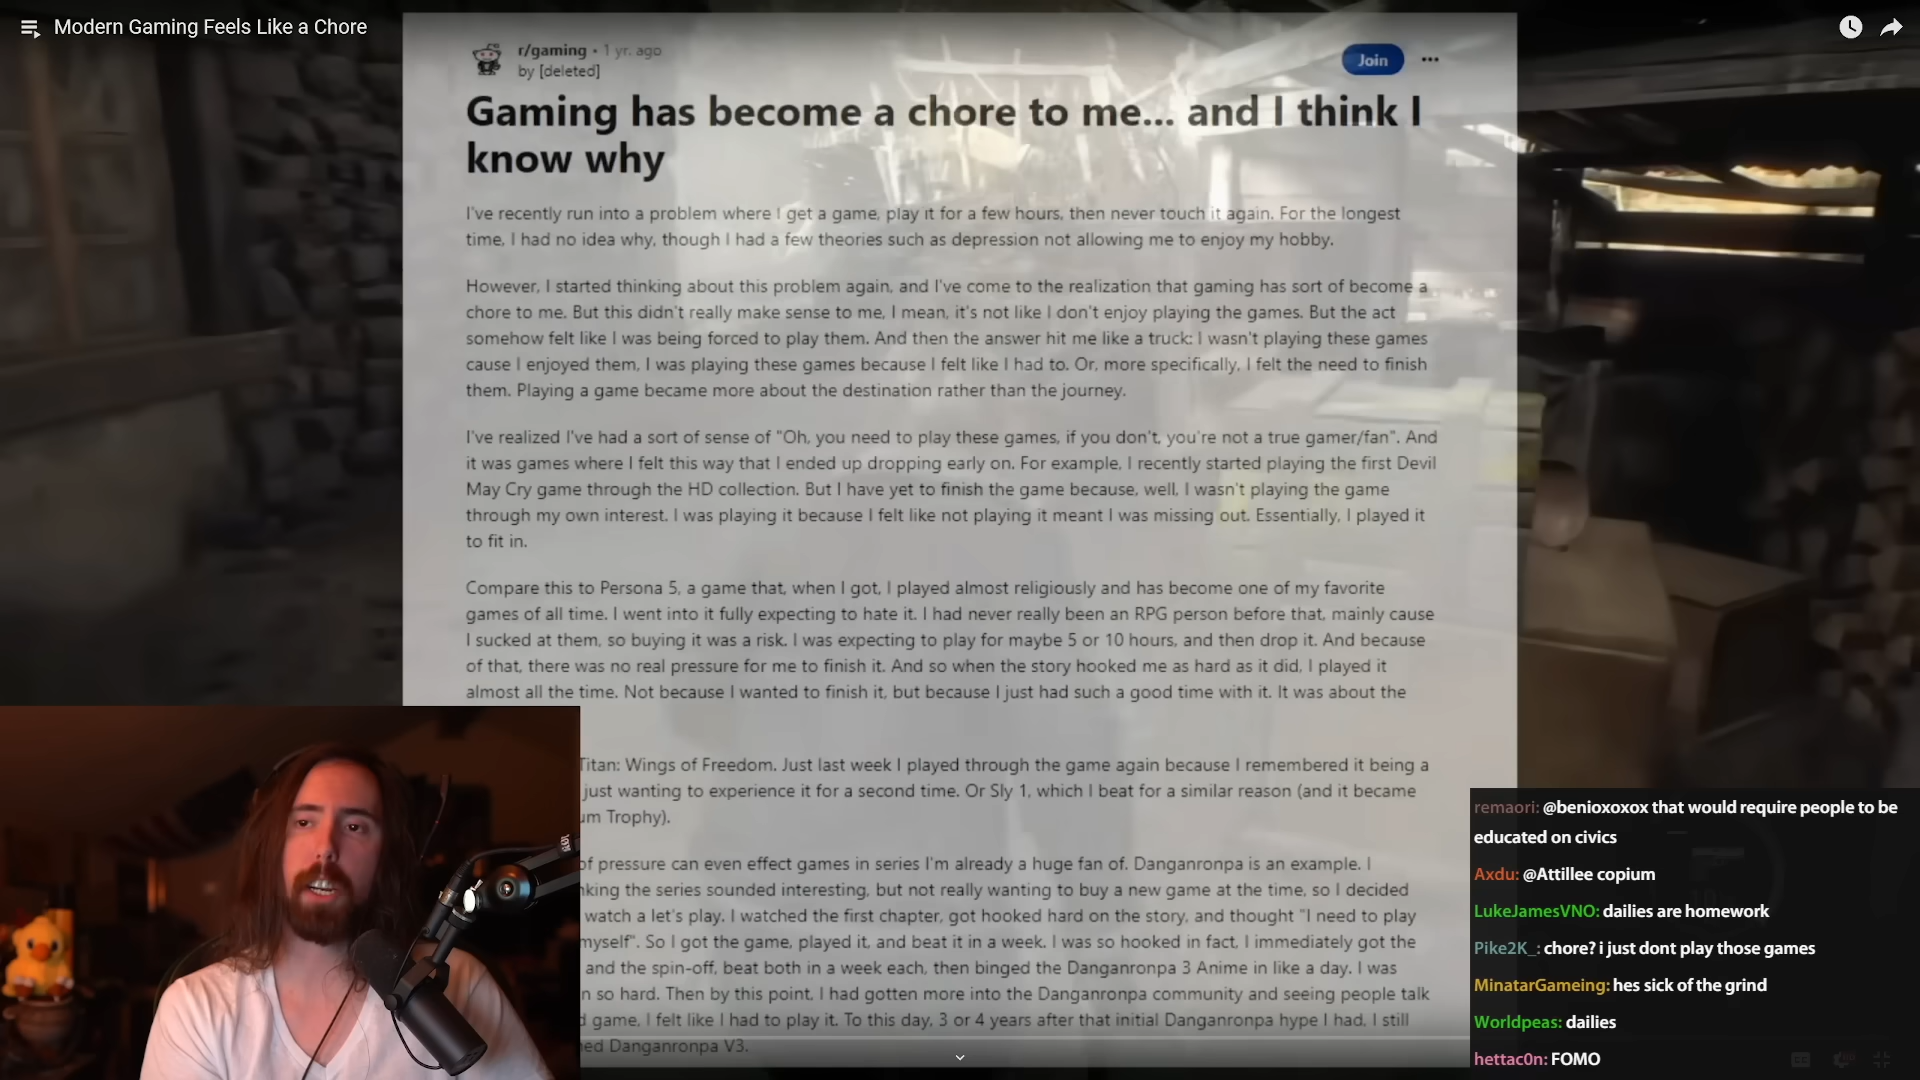 Modern Gaming Feels Like a Chore
r/gaming • 1 yr. ago
by [deleted]
Join
Gaming has become a chore to me... and I think I
know why
I've recently run into a problem where I get a game, play it for a few hours, then never touch it again. For the longest
time, I had no idea why, though I had a few theories such as depression not allowing me to enjoy my hobby.
However, I started thinking about this problem again, and I've come to the realization that gaming has sort of become a
chore to me. But this didn't really make sense to me, I mean, it's not like I don't enjoy playing the games. But the act
somehow felt like I was being forced to play them. And then the answer hit me like a truck: I wasn't playing these games
cause I enjoyed them, I was playing these games because I felt like I had to. Or, more specifically, I felt the need to finish
them. Playing a game became more about the destination rather than the journey.
I've realized I've had a sort of sense of "Oh, you need to play these games, if you don't, you're not a true gamer/fan". And
it was games where I felt this way that I ended up dropping early on. For example, I recently started playing the first Devil
May Cry game through the HD collection. But I have yet to finish the game because, well, I wasn't playing the game
through my own interest. I was playing it because I felt like not playing it meant I was missing out. Essentially, I played it
to fit in.
Compare this to Persona 5, a game that, when I got, I played almost religiously and has become one of my favorite
games of all time. I went into it fully expecting to hate it. I had never really been an RPG person before that, mainly cause
I sucked at them, so buying it was a risk. I was expecting to play for maybe 5 or 10 hours, and then drop it. And because
of that, there was no real pressure for me to finish it. And so when the story hooked me as hard as it did, I played it
almost all the time. Not because I wanted to finish it, but because I just had such a good time with it. It was about the
Titan: Wings of Freedom. Just last week I played through the game again because I remembered it being a
just wanting to experience it for a second time. Or Sly 1, which I beat for a similar reason (and it became
um Trophy).
of pressure can even effect games in series I'm already a huge fan of. Danganronpa is an example. I
king the series sounded interesting, but not really wanting to buy a new game at the time, so I decided
watch a let's play. I watched the first chapter, got hooked hard on the story, and thought "I need to play
myself". So I got the game, played it, and beat it in a week. I was so hooked in fact, I immediately got the
and the spin-off, beat both in a week each, then binged the Danganronpa 3 Anime in like a day. I was
n so hard. Then by this point, I had gotten more into the Danganronpa community and seeing people talk
d game, I felt like I had to play it. To this day, 3 or 4 years after that initial Danganronpa hype I had, I still
ed Danganronpa V3.
remaori: @benioxoxox that would require people to be
educated on civics
Axdu: @Attillee copium
LukeJamesVNO: dailies are homework
Pike2K_: chore? i just dont play those games
MinatarGameing: hes sick of the grind
Worldpeas: dailies
hettac0n: FOMO